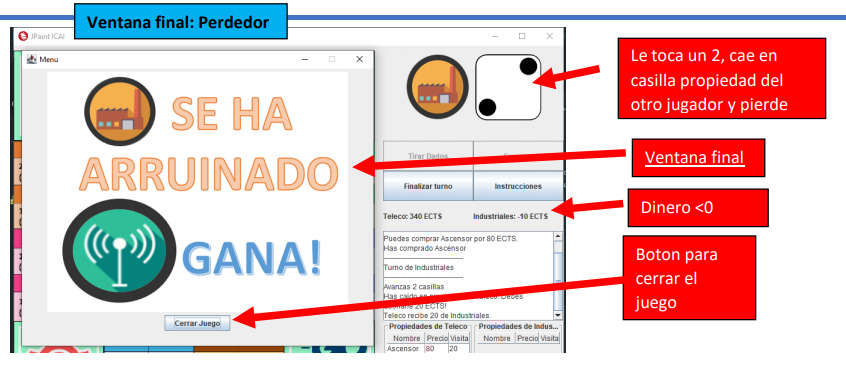 Ventana final: Perdedor
JPaint ICAI
Menu
SE HA
ARRUINADO
GANA!
Cerrar Juego
Le toca un 2, cae en
casilla propiedad del
otro jugador y pierde
Tirar Dados
Finalizar turno
Instrucciones
Ventana final
Teleco: 340 ECTS
Industriales: -10 ECTS
Dinero <0
Puedes comprar Ascensor por 80 ECTS.
Has comprado Ascensor
Turno de Industriales
Avanzas 2 casillas
Has caido en
Debes
20 ECTS!
Teleco recibe 20 de Industriales.
Boton para
cerrar el
juego
Propiedades de Teleco
Propiedades de Indus...
Nombre Precio Visita
Nombre Precio Visita
Ascensor 80 20